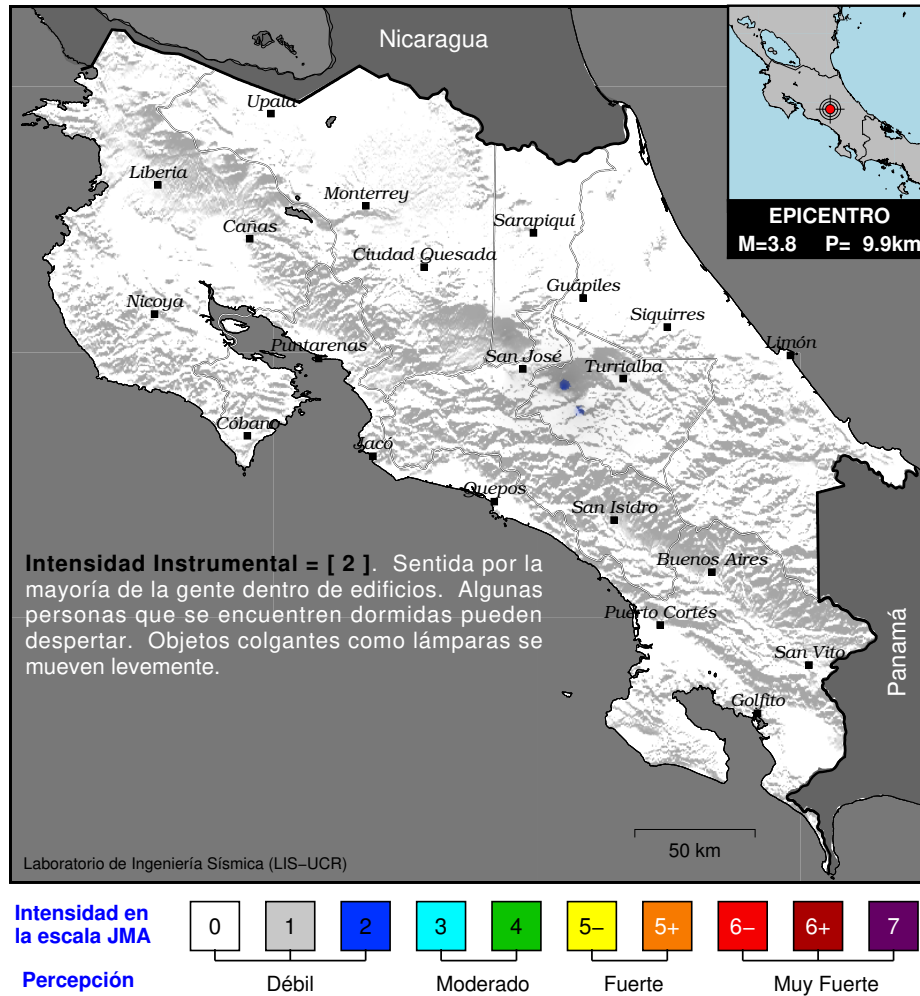 Nicaragua
EPICENTRO
M=3.8 P= 9.9km
Upala
Liberia
Monterrey
Cañas
Sarapiquí
Ciudad Quesada
Guápiles
Nicoya
Siquirres
Puntarenas
San José
Limón
Turrialba
Cóbano
Jacó
Quepos
San Isidro
Buenos Aires
Puerto Cortés
San Vito
Golfito
Panamá
Intensidad Instrumental = [ 2 ]. Sentida por la
mayoría de la gente dentro de edificios. Algunas
personas que se encuentren dormidas pueden
despertar. Objetos colgantes como lámparas se
mueven levemente.
50 km
Laboratorio de Ingeniería Sísmica (LIS–UCR)
Intensidad en
la escala JMA
0 1 2 3 4 5– 5+ 6– 6+ 7
Percepción
Débil Moderado Fuerte Muy Fuerte